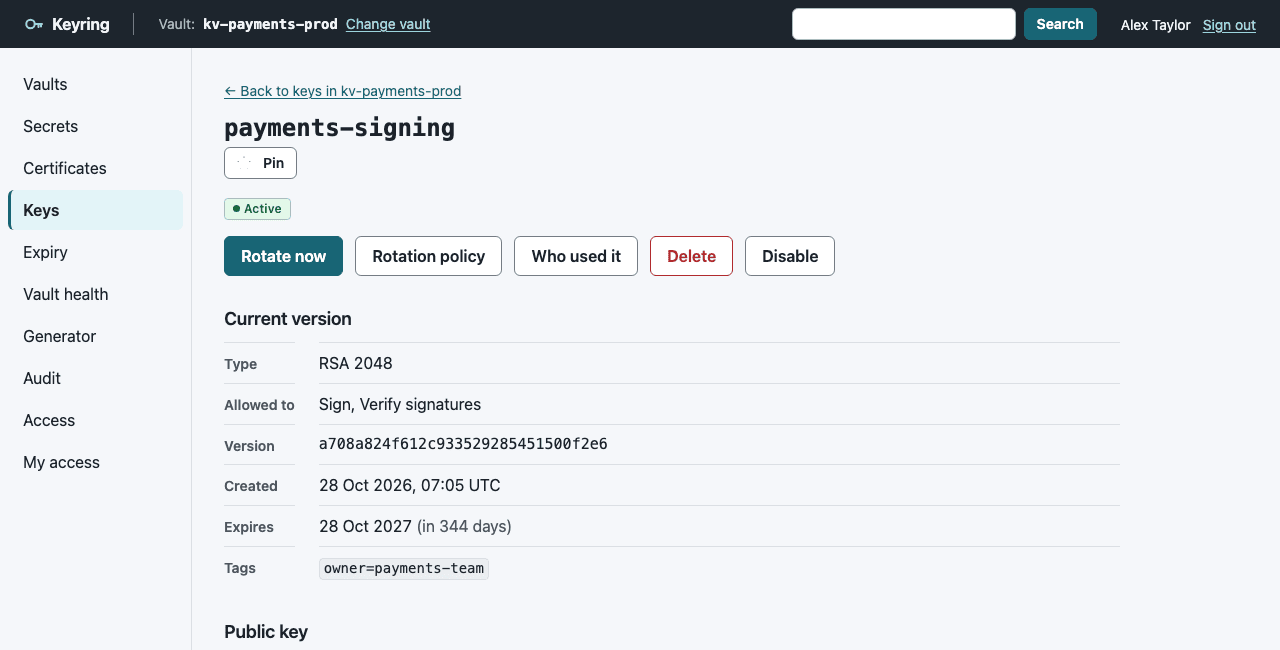 Keyring
Vault: kv-payments-prod Change vault
Search
Alex Taylor Sign out
Vaults
Secrets
Certificates
Keys
Expiry
Vault health
Generator
Audit
Access
My access
← Back to keys in kv-payments-prod
payments-signing
Pin
Active
Rotate now Rotation policy Who used it Delete Disable
Current version
Type RSA 2048
Allowed to Sign, Verify signatures
Version a708a824f612c933529285451500f2e6
Created 28 Oct 2026, 07:05 UTC
Expires 28 Oct 2027 (in 344 days)
Tags owner=payments-team
Public key